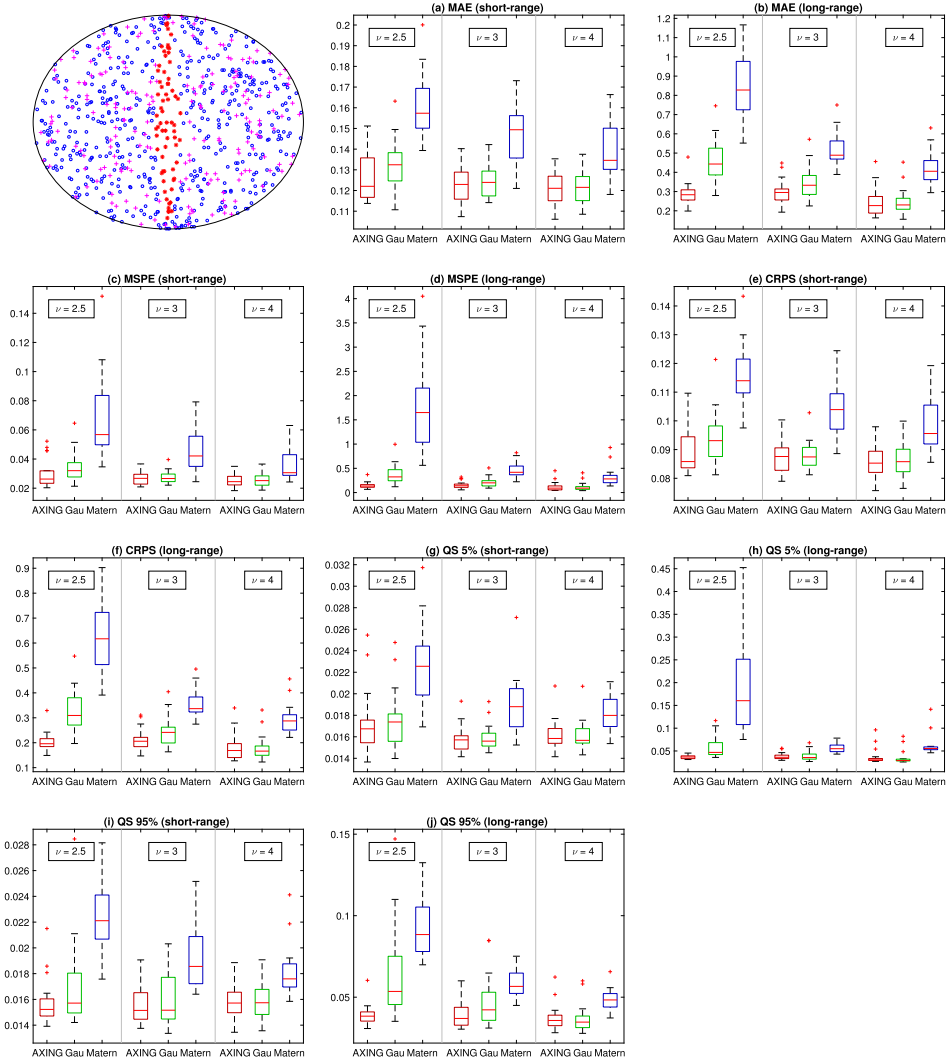 (a) MAE (short-range)
ν = 2.5
ν = 3
ν = 4
0.2
0.19
0.18
0.17
0.16
0.15
0.14
0.13
0.12
0.11
AXING Gau Matern AXING Gau Matern AXING Gau Matern
(b) MAE (long-range)
ν = 2.5
ν = 3
ν = 4
1.2
1.1
1
0.9
0.8
0.7
0.6
0.5
0.4
0.3
0.2
AXING Gau Matern AXING Gau Matern AXING Gau Matern
(c) MSPE (short-range)
ν = 2.5
ν = 3
ν = 4
0.14
0.12
0.1
0.08
0.06
0.04
0.02
AXING Gau Matern AXING Gau Matern AXING Gau Matern
(d) MSPE (long-range)
ν = 2.5
ν = 3
ν = 4
4
3.5
3
2.5
2
1.5
1
0.5
0
AXING Gau Matern AXING Gau Matern AXING Gau Matern
(e) CRPS (short-range)
ν = 2.5
ν = 3
ν = 4
0.14
0.13
0.12
0.11
0.1
0.09
0.08
AXING Gau Matern AXING Gau Matern AXING Gau Matern
(f) CRPS (long-range)
ν = 2.5
ν = 3
ν = 4
0.9
0.8
0.7
0.6
0.5
0.4
0.3
0.2
0.1
AXING Gau Matern AXING Gau Matern AXING Gau Matern
(g) QS 5% (short-range)
ν = 2.5
ν = 3
ν = 4
0.032
0.03
0.028
0.026
0.024
0.022
0.02
0.018
0.016
0.014
AXING Gau Matern AXING Gau Matern AXING Gau Matern
(h) QS 5% (long-range)
ν = 2.5
ν = 3
ν = 4
0.45
0.4
0.35
0.3
0.25
0.2
0.15
0.1
0.05
AXING Gau Matern AXING Gau Matern AXING Gau Matern
(i) QS 95% (short-range)
ν = 2.5
ν = 3
ν = 4
0.028
0.026
0.024
0.022
0.02
0.018
0.016
0.014
AXING Gau Matern AXING Gau Matern AXING Gau Matern
(j) QS 95% (long-range)
ν = 2.5
ν = 3
ν = 4
0.15
0.1
0.05
AXING Gau Matern AXING Gau Matern AXING Gau Matern